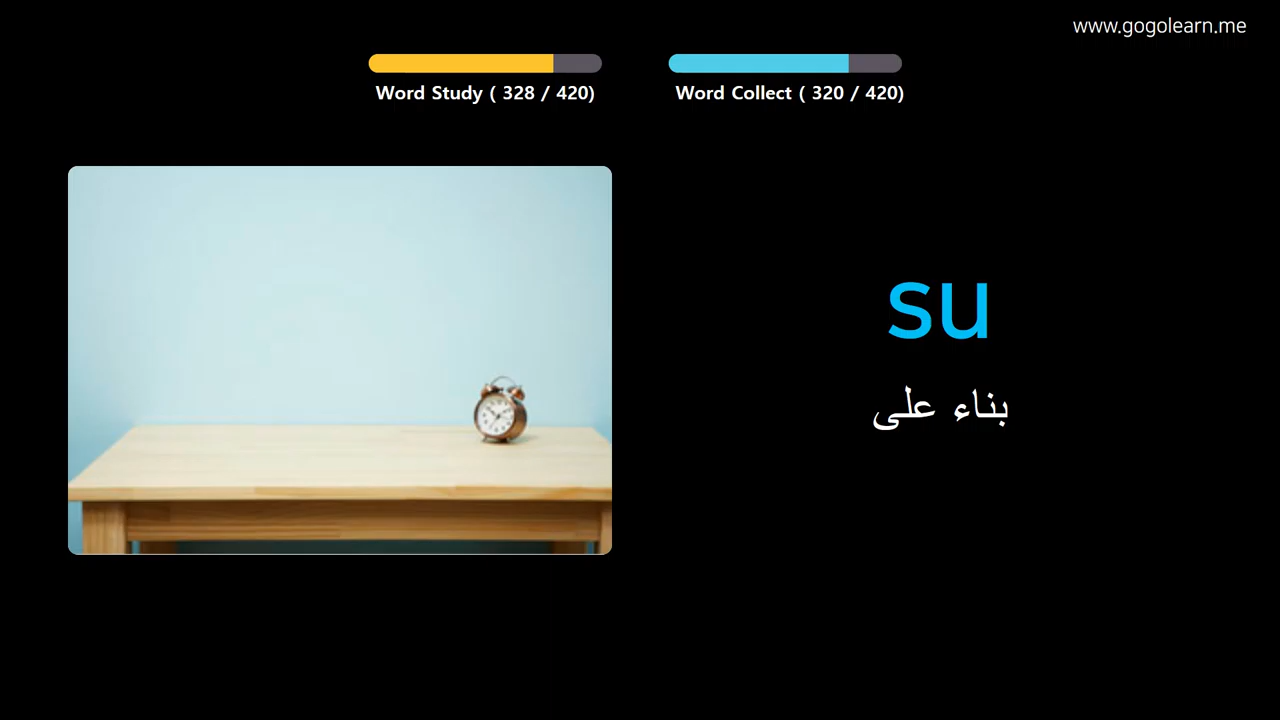 www.gogolearn.me
Word Study ( 328 / 420)
Word Collect ( 320 / 420)
su
بناء على